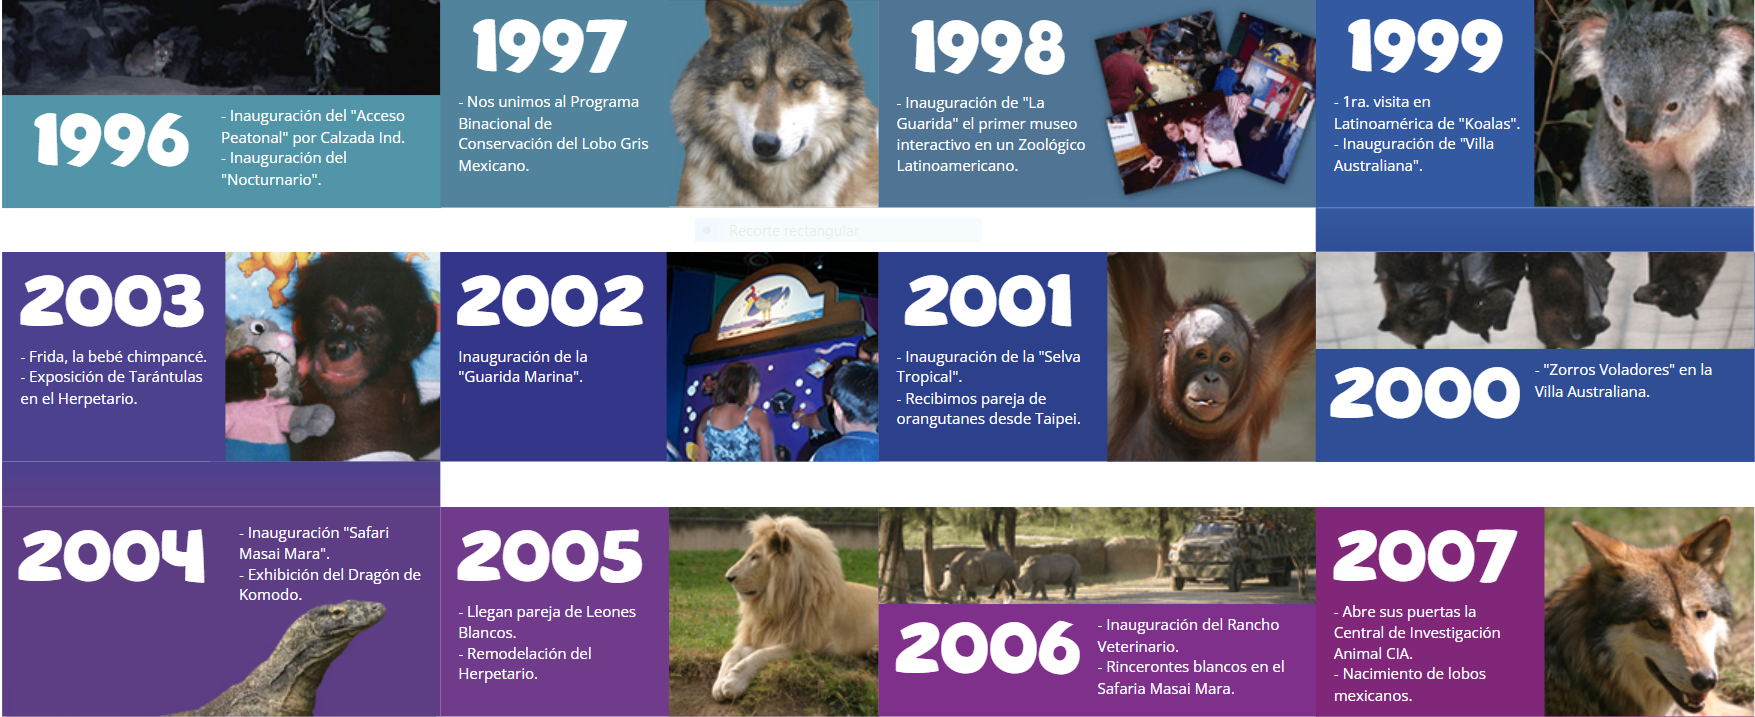 1996
- Inauguración del "Acceso
Peatonal" por Calzada Ind.
- Inauguración del
"Nocturnario".
1997
- Nos unimos al Programa
Binacional de
Conservación del Lobo Gris
Mexicano.
1998
- Inauguración de "La
Guarida" el primer museo
interactivo en un Zoológico
Latinoamericano.
1999
- 1ra. visita en
Latinoamérica de "Koalas".
- Inauguración de "Villa
Australiana".
Recorte rectangular
2003
- Frida, la bebé chimpancé.
- Exposición de Tarántulas
en el Herpetario.
2002
Inauguración de la
"Guarida Marina".
2001
- Inauguración de la "Selva
Tropical".
- Recibimos pareja de
orangutanes desde Taipei.
2000
- "Zorros Voladores" en la
Villa Australiana.
2004
- Inauguración "Safari
Masai Mara".
- Exhibición del Dragón de
Komodo.
2005
- Llegan pareja de Leones
Blancos.
- Remodelación del
Herpetario.
2006
- Inauguración del Rancho
Veterinario.
- Rincerontes blancos en el
Safaria Masai Mara.
2007
- Abre sus puertas la
Central de Investigación
Animal CIA.
- Nacimiento de lobos
mexicanos.